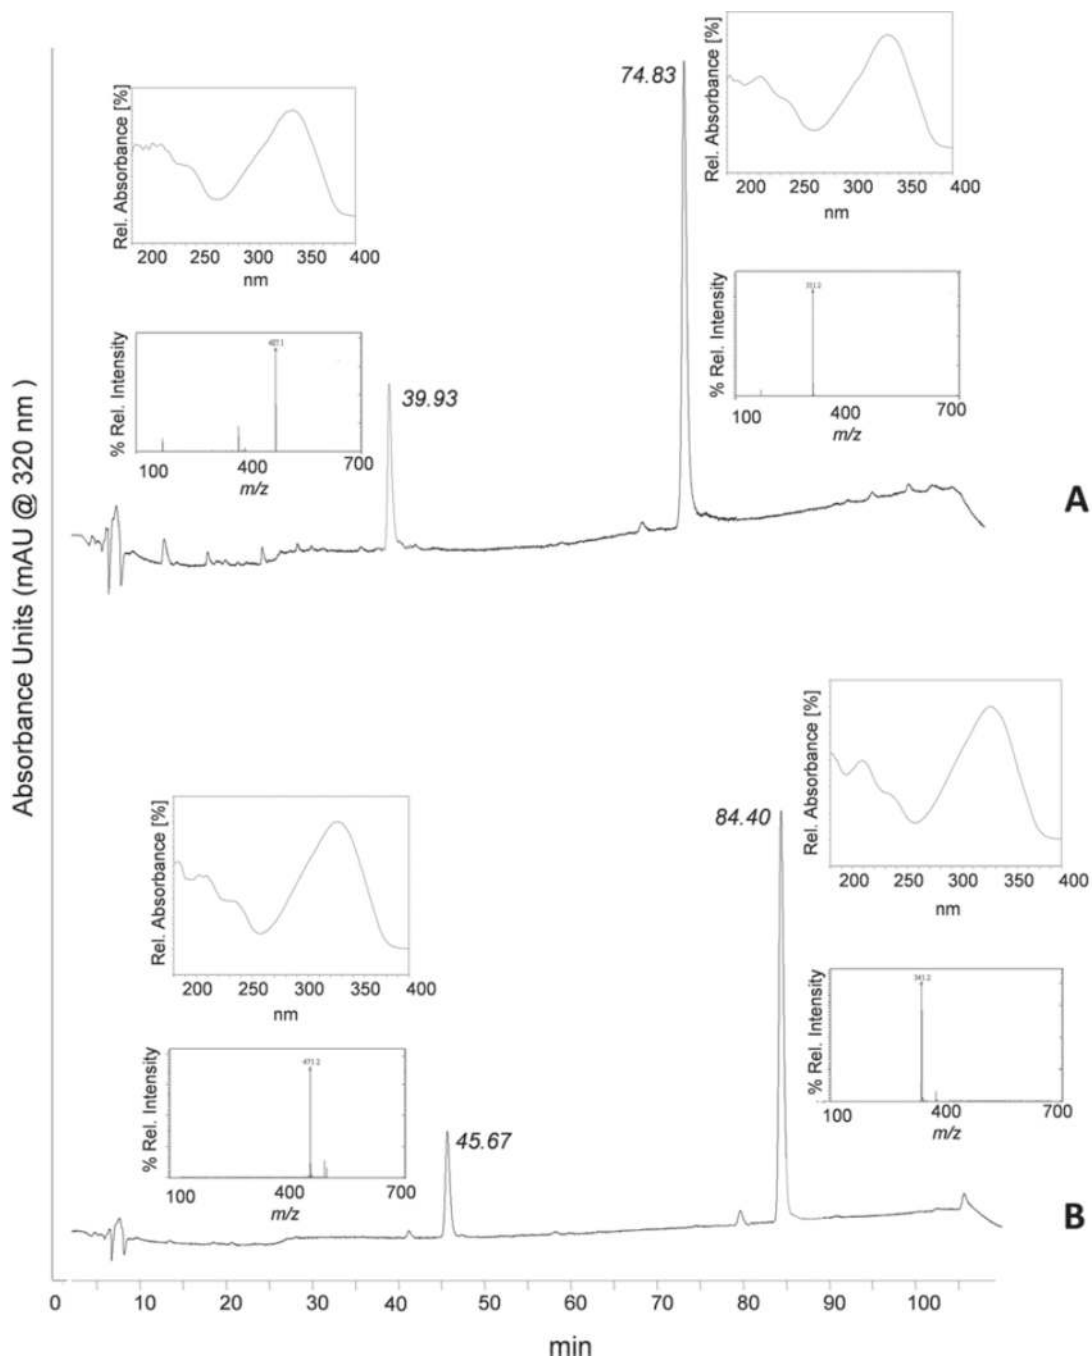 Absorbance Units (mAU @ 320 nm )
Rel. Absorbance [%]
200 250 300 350 400
nm
74.83
Rel. Absorbance [%]
200 250 300 350 400
nm
% Rel. Intensity
100 400 700
m/z
39.93
% Rel. Intensity
100 400 700
m/z
A
Rel. Absorbance [%]
200 250 300 350 400
nm
84.40
Rel. Absorbance [%]
200 250 300 350 400
nm
% Rel. Intensity
471.2
100 400 700
m/z
45.67
% Rel. Intensity
341.2
100 400 700
m/z
B
0 10 20 30 40 50 60 70 80 90 100
min